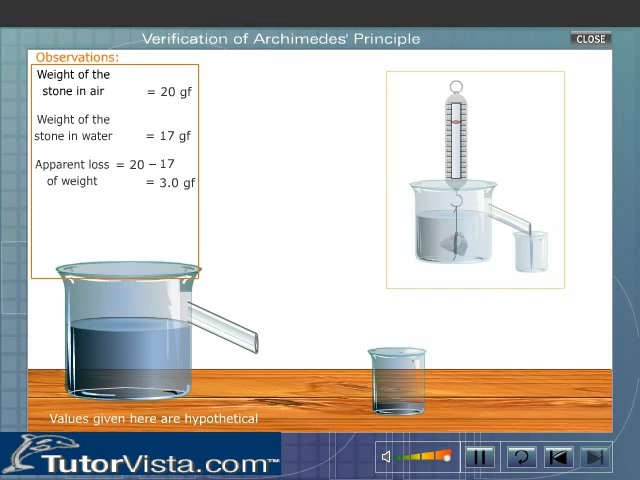 Verification of Archimedes' Principle
CLOSE
Observations:
Weight of the
stone in air = 20 gf
Weight of the
stone in water = 17 gf
Apparent loss = 20 – 17
of weight = 3.0 gf
Values given here are hypothetical
TutorVista.com™